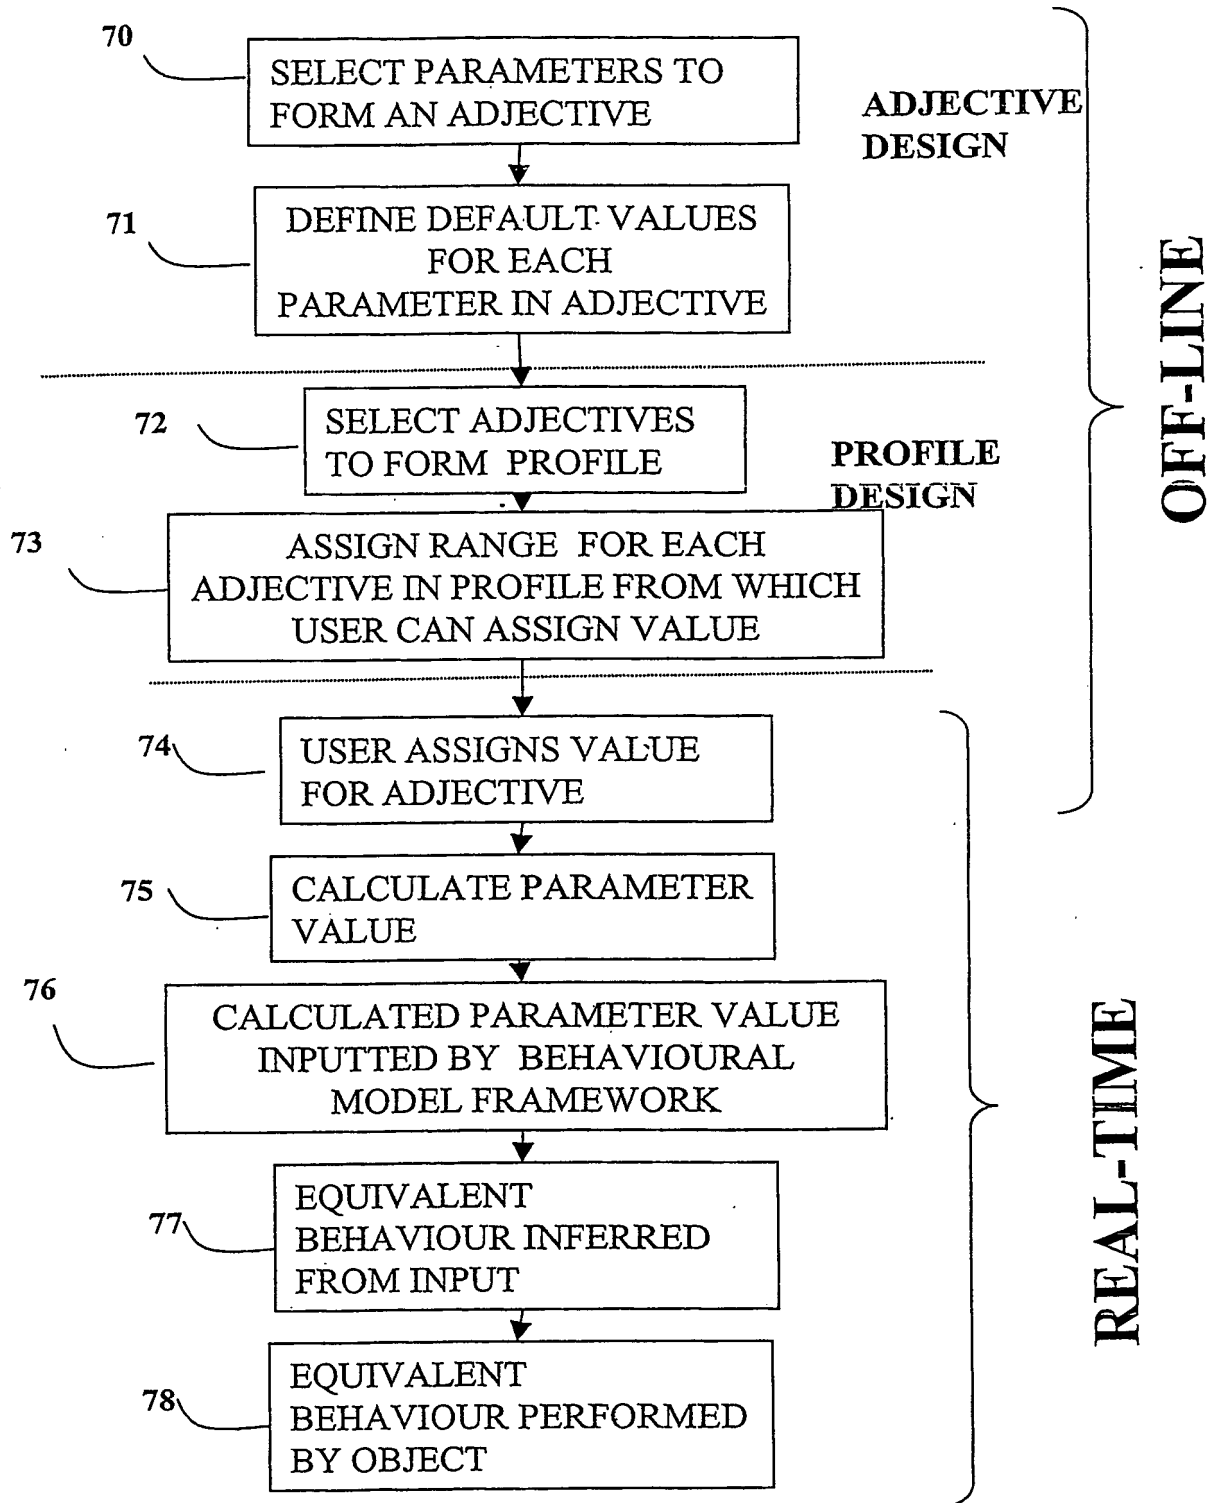 70
SELECT PARAMETERS TO
FORM AN ADJECTIVE
ADJECTIVE
DESIGN
71
DEFINE DEFAULT VALUES
FOR EACH
PARAMETER IN ADJECTIVE
OFF-LINE
72
SELECT ADJECTIVES
TO FORM PROFILE
PROFILE
DESIGN
73
ASSIGN RANGE FOR EACH
ADJECTIVE IN PROFILE FROM WHICH
USER CAN ASSIGN VALUE
74
USER ASSIGNS VALUE
FOR ADJECTIVE
75
CALCULATE PARAMETER
VALUE
76
CALCULATED PARAMETER VALUE
INPUTTED BY BEHAVIOURAL
MODEL FRAMEWORK
REAL-TIME
77
EQUIVALENT
BEHAVIOUR INFERRED
FROM INPUT
78
EQUIVALENT
BEHAVIOUR PERFORMED
BY OBJECT